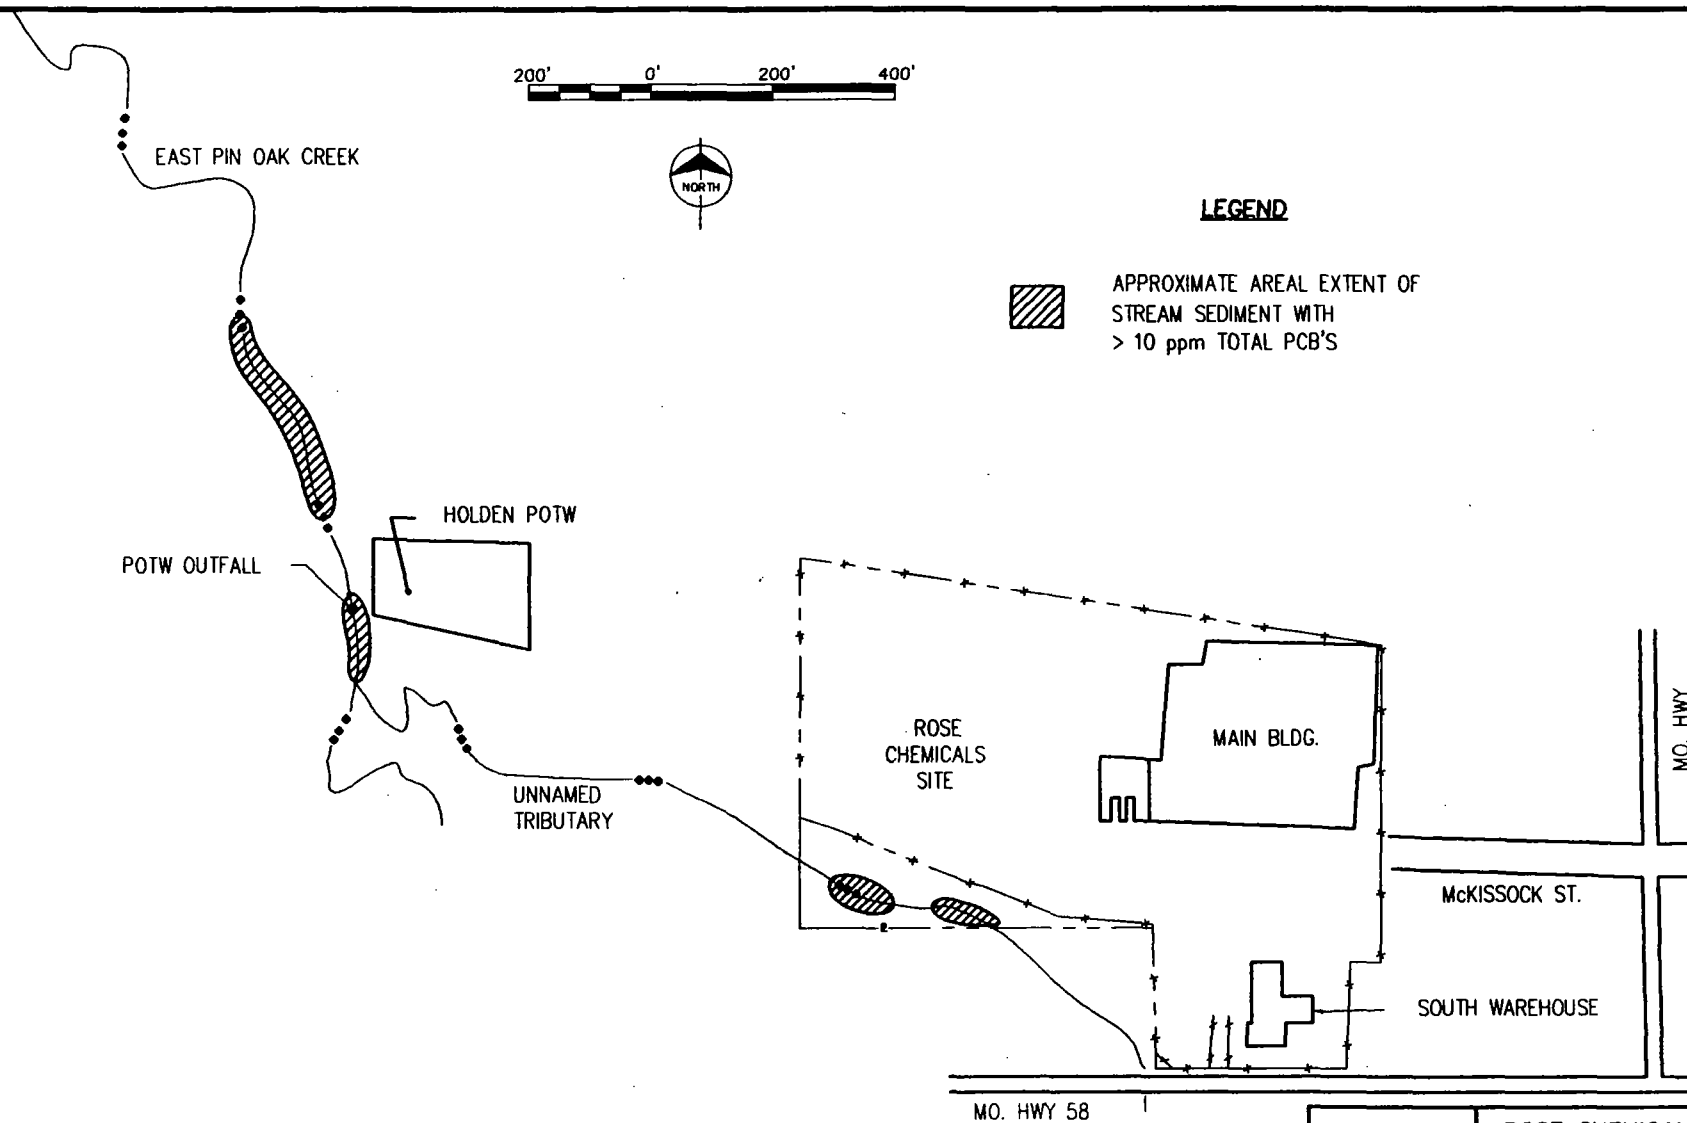 200' 0' 200' 400'
EAST PIN OAK CREEK
NORTH
LEGEND
APPROXIMATE AREAL EXTENT OF
STREAM SEDIMENT WITH
> 10 ppm TOTAL PCB'S
HOLDEN POTW
POTW OUTFALL
ROSE
CHEMICALS
SITE
MAIN BLDG.
MO. HWY
UNNAMED
TRIBUTARY
McKISSOCK ST.
SOUTH WAREHOUSE
MO. HWY 58